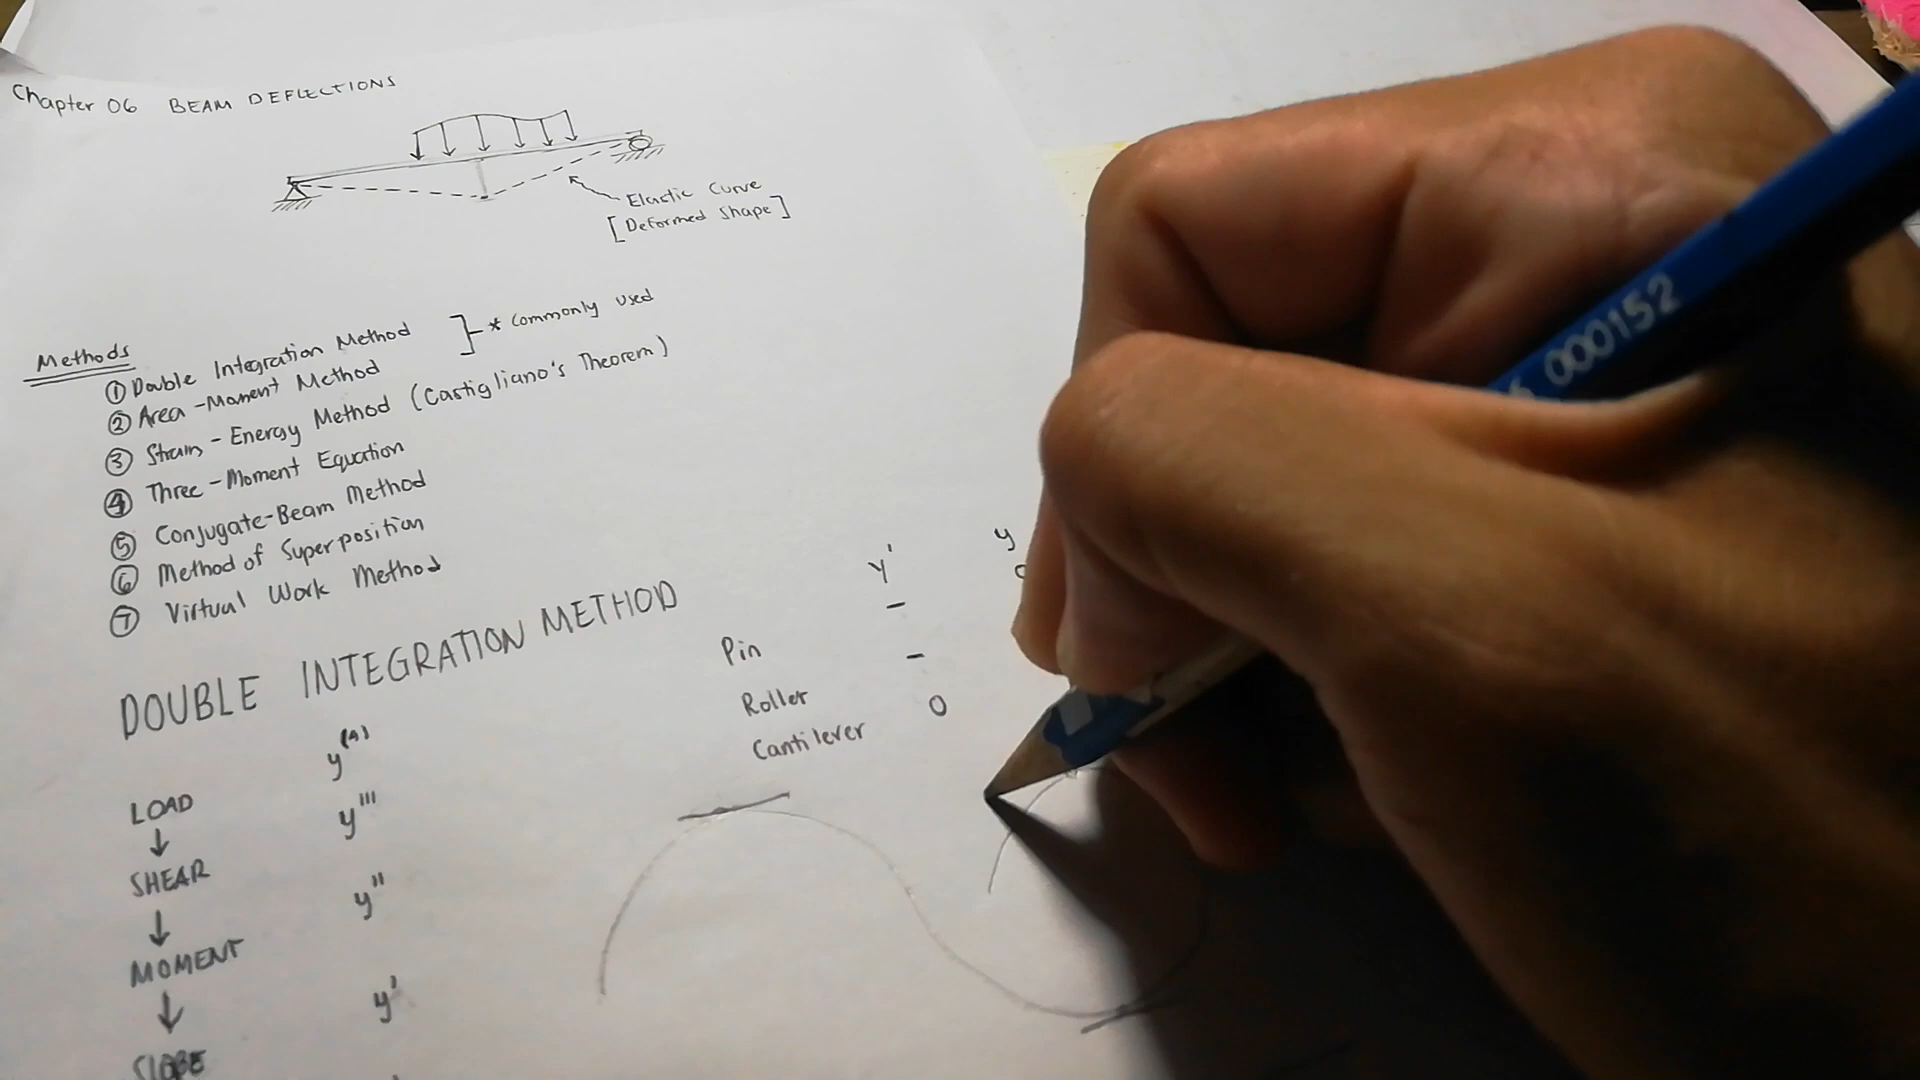 Chapter 06 BEAM DEFLECTIONS
Elastic Curve
[Deformed shape]
Methods
① Double Integration Method
② Area-Moment Method
] * commonly used
③ Strain-Energy Method (Castigliano's Theorem)
④ Three-Moment Equation
⑤ Conjugate-Beam Method
⑥ Method of Superposition
⑦ Virtual Work Method
DOUBLE INTEGRATION METHOD
y' y
Pin -
Roller -
Cantilever 0
LOAD y⁽⁴⁾
↓
SHEAR y'''
↓
MOMENT y''
↓
SLOPE y'
000152